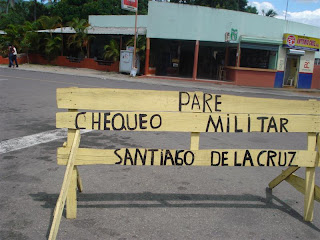 PARE
CHEQUEO MILITAR
SANTIAGO DE LA CRUZ